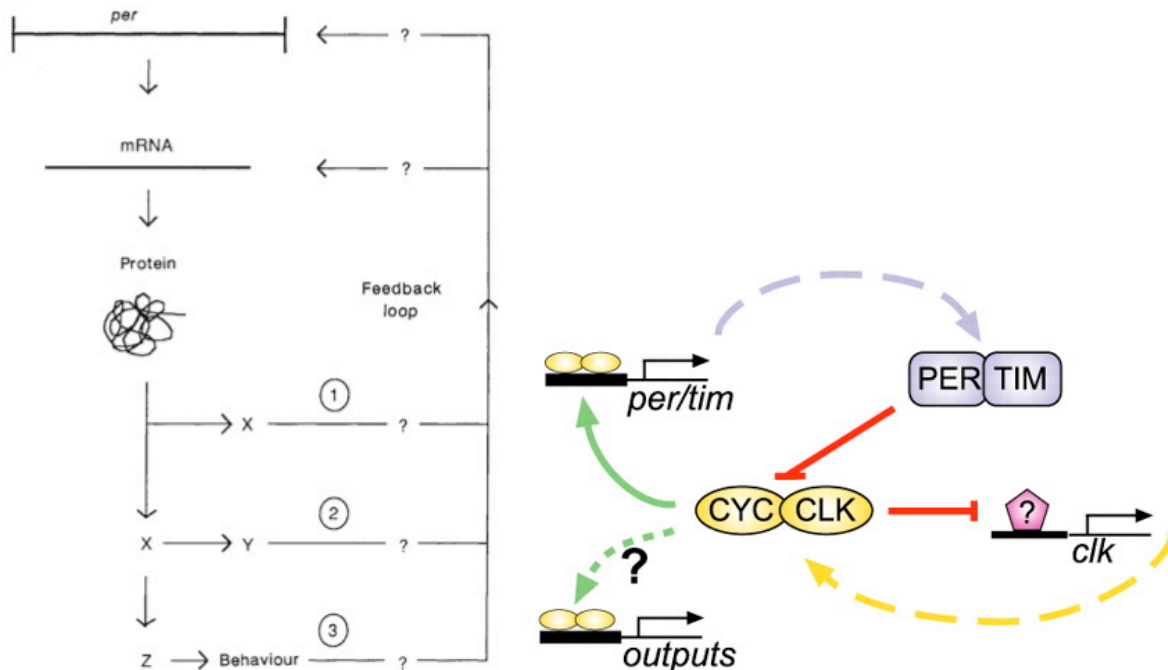 per
?
mRNA
?
Protein
Feedback
loop
1
X
?
2
X
Y
?
3
Z
Behaviour
?
per/tim
PER TIM
CYC CLK
?
clk
?
outputs